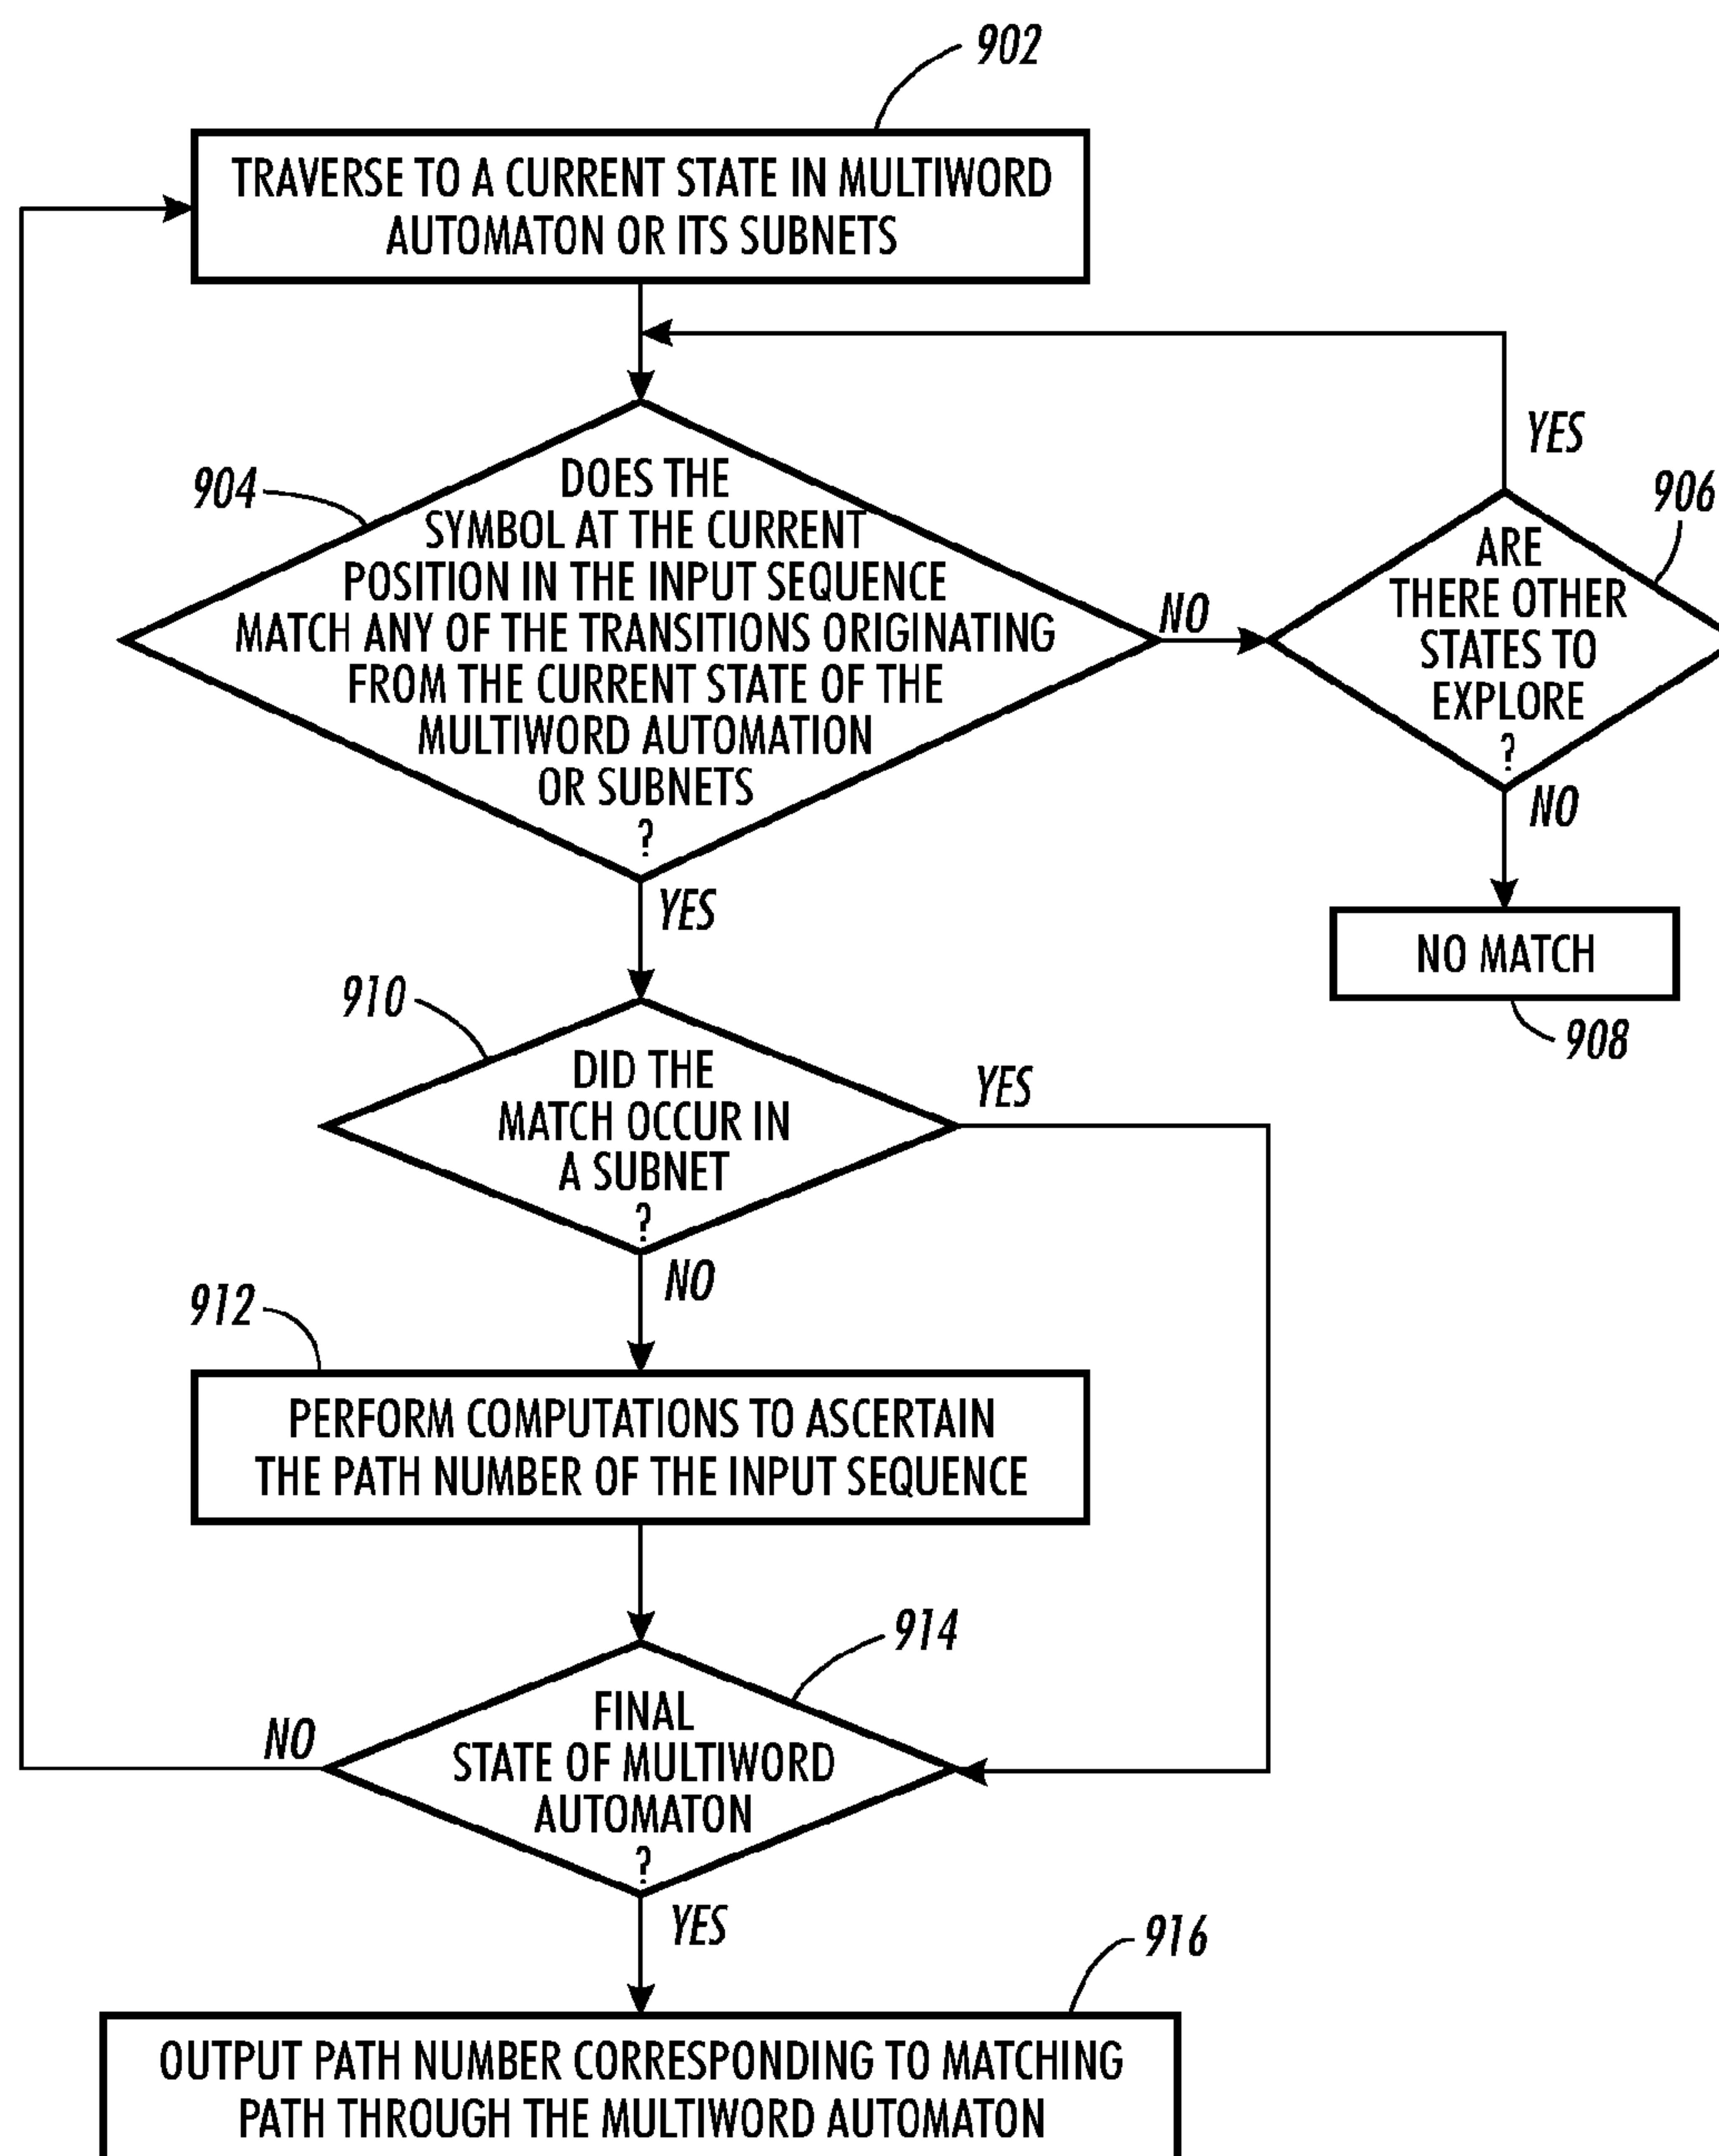 902
TRAVERSE TO A CURRENT STATE IN MULTIWORD
AUTOMATON OR ITS SUBNETS
904
DOES THE
SYMBOL AT THE CURRENT
POSITION IN THE INPUT SEQUENCE
MATCH ANY OF THE TRANSITIONS ORIGINATING
FROM THE CURRENT STATE OF THE
MULTIWORD AUTOMATION
OR SUBNETS
?
NO
YES
906
ARE
THERE OTHER
STATES TO
EXPLORE
?
YES
NO
NO MATCH
908
910
DID THE
MATCH OCCUR IN
A SUBNET
?
YES
NO
912
PERFORM COMPUTATIONS TO ASCERTAIN
THE PATH NUMBER OF THE INPUT SEQUENCE
914
FINAL
STATE OF MULTIWORD
AUTOMATON
?
NO
YES
916
OUTPUT PATH NUMBER CORRESPONDING TO MATCHING
PATH THROUGH THE MULTIWORD AUTOMATON